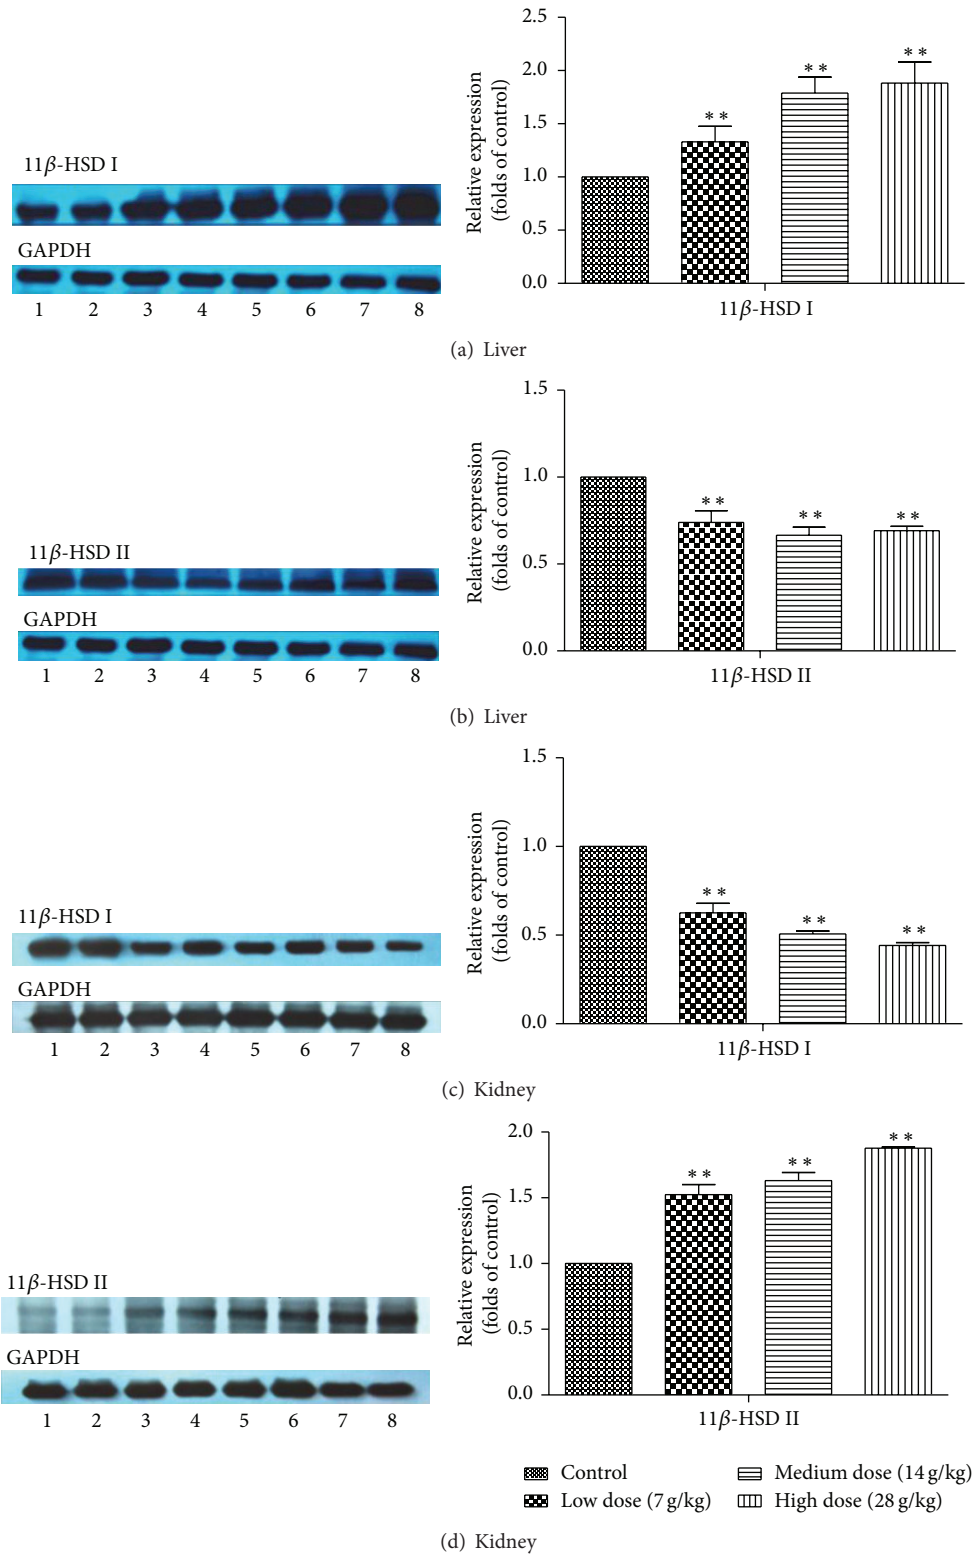 11β-HSD I
GAPDH
1 2 3 4 5 6 7 8
Relative expression
(folds of control)
2.5
2.0
1.5
1.0
0.5
0.0
** ** **
11β-HSD I
(a) Liver
11β-HSD II
GAPDH
1 2 3 4 5 6 7 8
Relative expression
(folds of control)
1.5
1.0
0.5
0.0
** ** **
11β-HSD II
(b) Liver
11β-HSD I
GAPDH
1 2 3 4 5 6 7 8
Relative expression
(folds of control)
1.5
1.0
0.5
0.0
** ** **
11β-HSD I
(c) Kidney
11β-HSD II
GAPDH
1 2 3 4 5 6 7 8
Relative expression
(folds of control)
2.0
1.5
1.0
0.5
0.0
** ** **
11β-HSD II
Control
Low dose (7 g/kg)
Medium dose (14 g/kg)
High dose (28 g/kg)
(d) Kidney